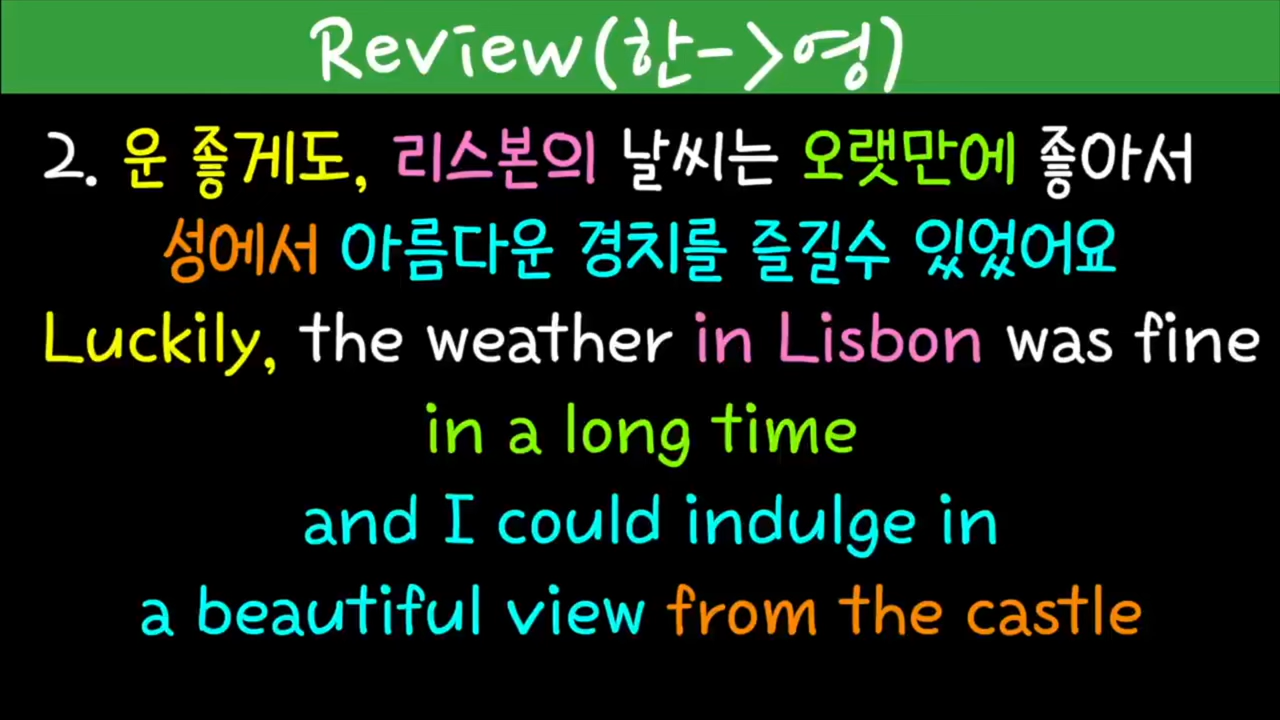 Review(한->영)
2. 운 좋게도, 리스본의 날씨는 오랫만에 좋아서
성에서 아름다운 경치를 즐길수 있었어요
Luckily, the weather in Lisbon was fine
in a long time
and I could indulge in
a beautiful view from the castle